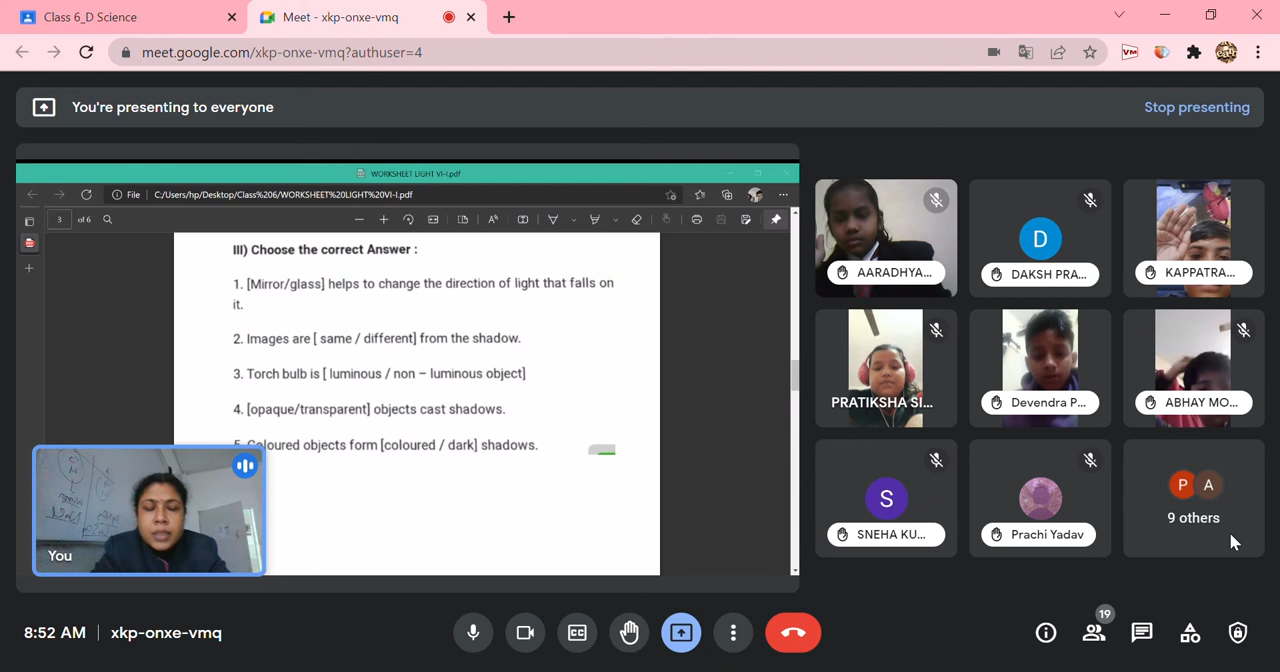 Class 6_D Science
Meet - xkp-onxe-vmq
meet.google.com/xkp-onxe-vmq?authuser=4
You're presenting to everyone
Stop presenting
WORKSHEET LIGHT VI-I.pdf
File C:/Users/hp/Desktop/Class%206/WORKSHEET%20LIGHT%20VI-I.pdf
3 of 6
III) Choose the correct Answer :
1. [Mirror/glass] helps to change the direction of light that falls on
it.
2. Images are [ same / different] from the shadow.
3. Torch bulb is [ luminous / non – luminous object]
4. [opaque/transparent] objects cast shadows.
5. Coloured objects form [coloured / dark] shadows.
You
AARADHYA...
D
DAKSH PRA...
KAPPATRA...
PRATIKSHA SI...
Devendra P...
ABHAY MO...
S
SNEHA KU...
Prachi Yadav
P A
9 others
8:52 AM | xkp-onxe-vmq
CC
19